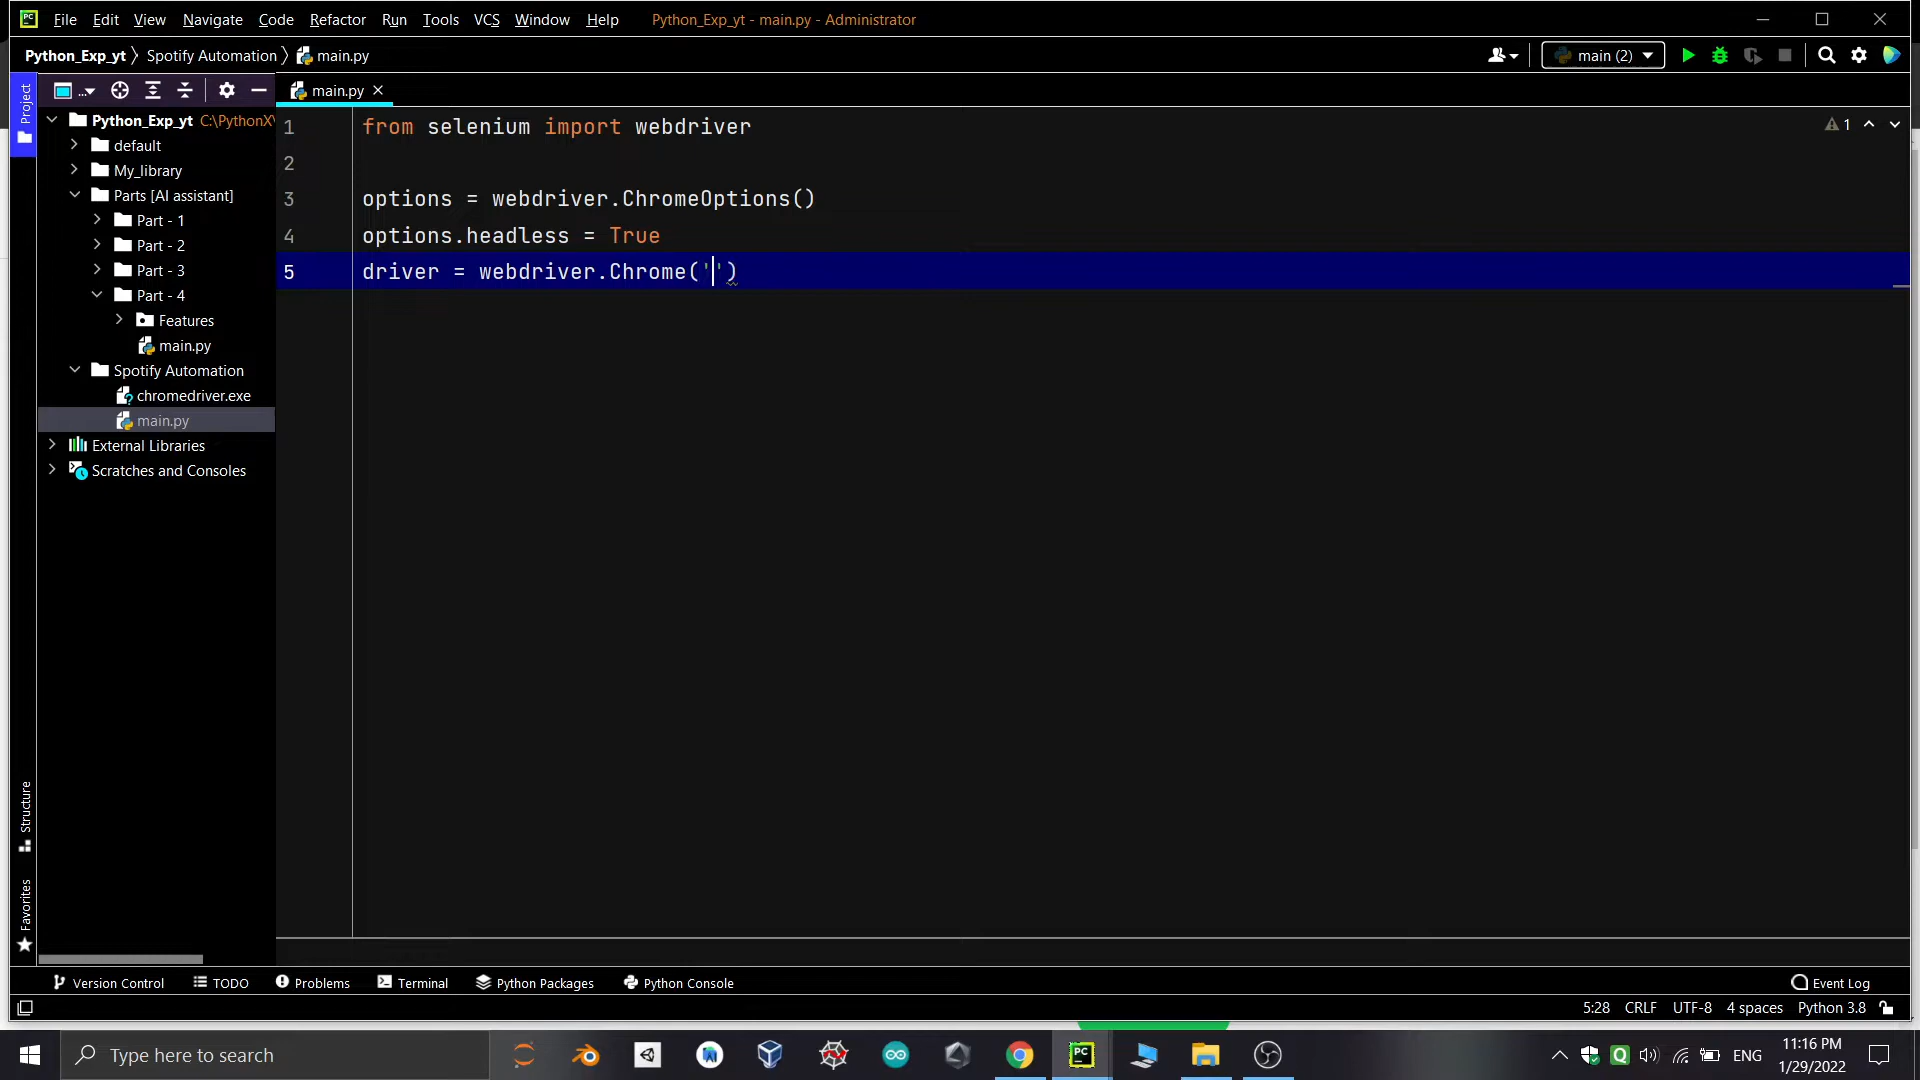 File Edit View Navigate Code Refactor Run Tools VCS Window Help Python_Exp_yt - main.py - Administrator
Python_Exp_yt Spotify Automation main.py main (2)
Project
... main.py
Python_Exp_yt C:\PythonX
default
My_library
Parts [AI assistant]
Part - 1
Part - 2
Part - 3
Part - 4
Features
main.py
Spotify Automation
chromedriver.exe
main.py
External Libraries
Scratches and Consoles
1 from selenium import webdriver
2
3 options = webdriver.ChromeOptions()
4 options.headless = True
5 driver = webdriver.Chrome('')
1
Structure
Favorites
Version Control TODO Problems Terminal Python Packages Python Console Event Log
5:28 CRLF UTF-8 4 spaces Python 3.8
Type here to search
ENG
11:16 PM
1/29/2022